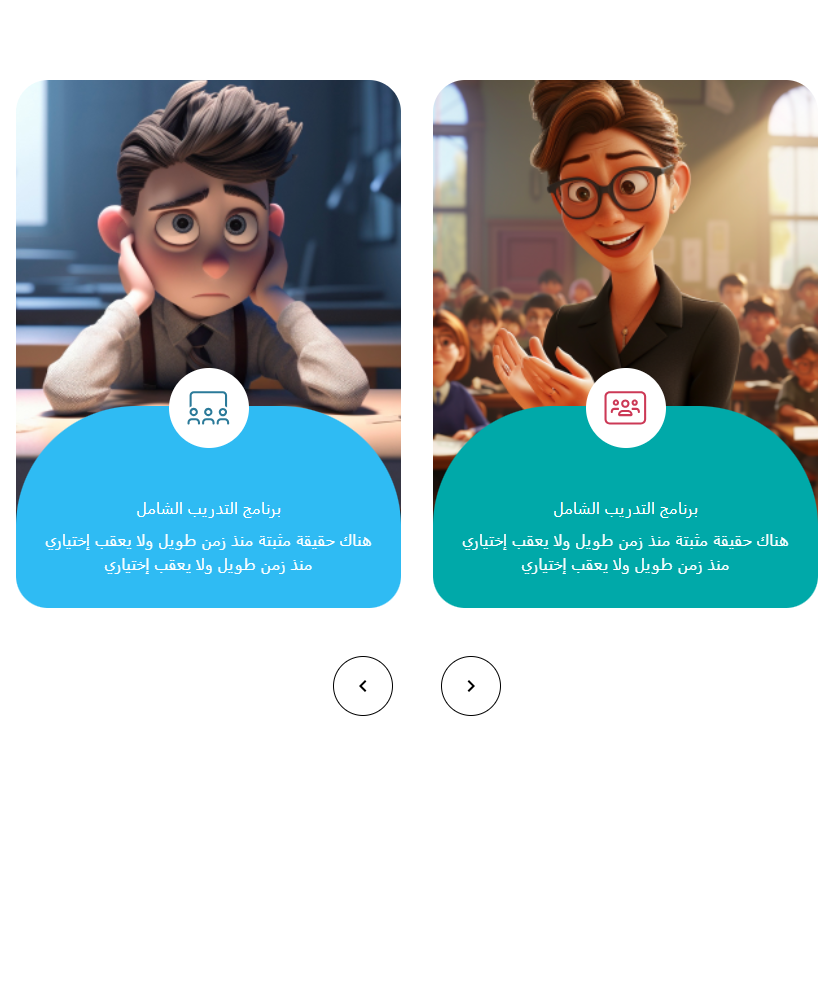 برنامج التدريب الشامل
هناك حقيقة مثبتة منذ زمن طويل ولا يعقب إختياري
منذ زمن طويل ولا يعقب إختياري
برنامج التدريب الشامل
هناك حقيقة مثبتة منذ زمن طويل ولا يعقب إختياري
منذ زمن طويل ولا يعقب إختياري